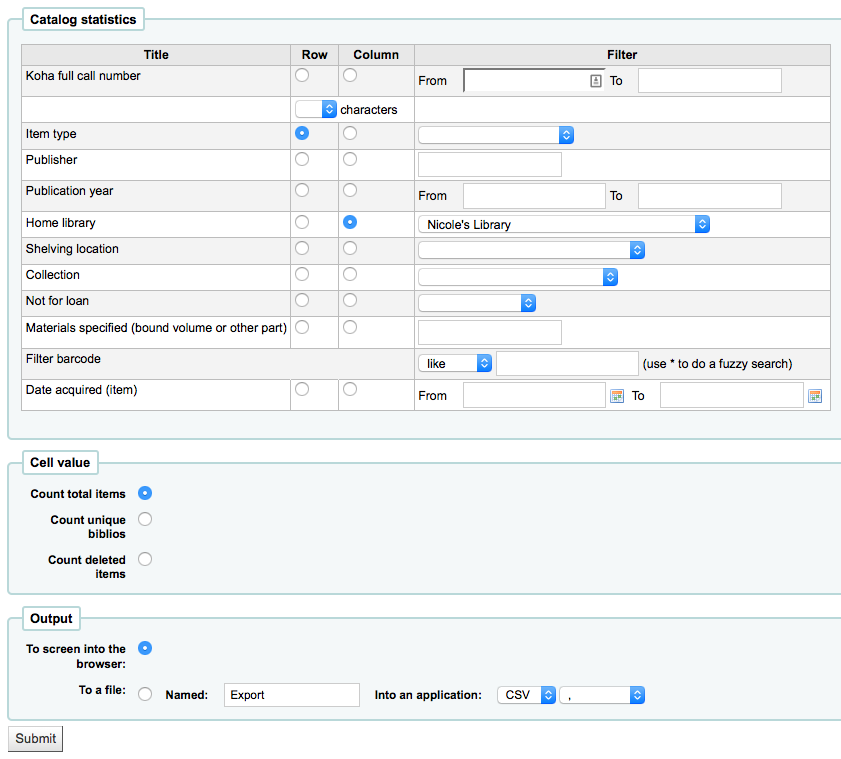 Catalog statistics
Title Row Column Filter
Koha full call number From To
characters
Item type
Publisher
Publication year From To
Home library Nicole's Library
Shelving location
Collection
Not for loan
Materials specified (bound volume or other part)
Filter barcode like (use * to do a fuzzy search)
Date acquired (item) From To
Cell value
Count total items
Count unique
biblios
Count deleted
items
Output
To screen into the
browser:
To a file: Named: Export Into an application: CSV ,
Submit